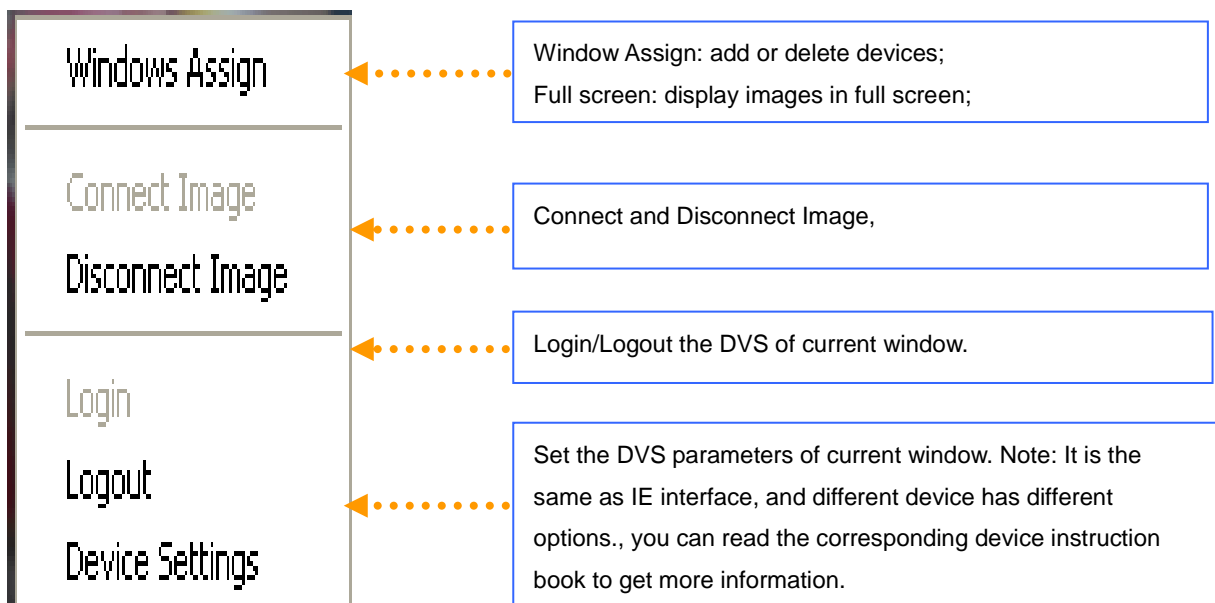 Windows Assign
Window Assign: add or delete devices;
Full screen: display images in full screen;
Connect Image
Disconnect Image
Connect and Disconnect Image,
Login/Logout the DVS of current window.
Login
Logout
Device Settings
Set the DVS parameters of current window. Note: It is the
same as IE interface, and different device has different
options., you can read the corresponding device instruction
book to get more information.